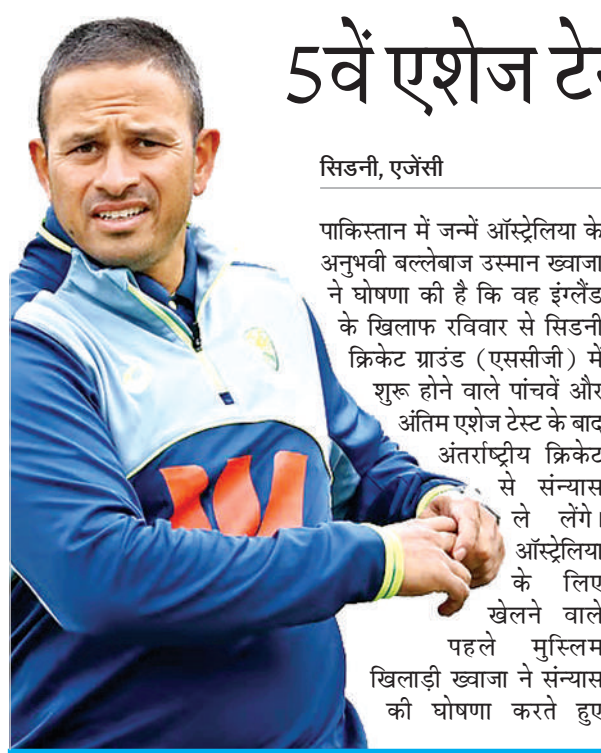 5वें एशेज
सिडनी, एजेंसी
पाकिस्तान में जन्में ऑस्ट्रेलिया के
अनुभवी बल्लेबाज उस्मान ख्वाजा
ने घोषणा की है कि वह इंग्लैंड
के खिलाफ रविवार से सिडनी
क्रिकेट ग्राउंड (एससीजी) में
शुरू होने वाले पांचवें और
अंतिम एशेज टेस्ट के बाद
अंतर्राष्ट्रीय क्रिकेट
से संन्यास
ले लेंगे।
ऑस्ट्रेलिया
के लिए
खेलने वाले
पहले मुस्लिम
खिलाड़ी ख्वाजा ने संन्यास
की घोषणा करते हुए